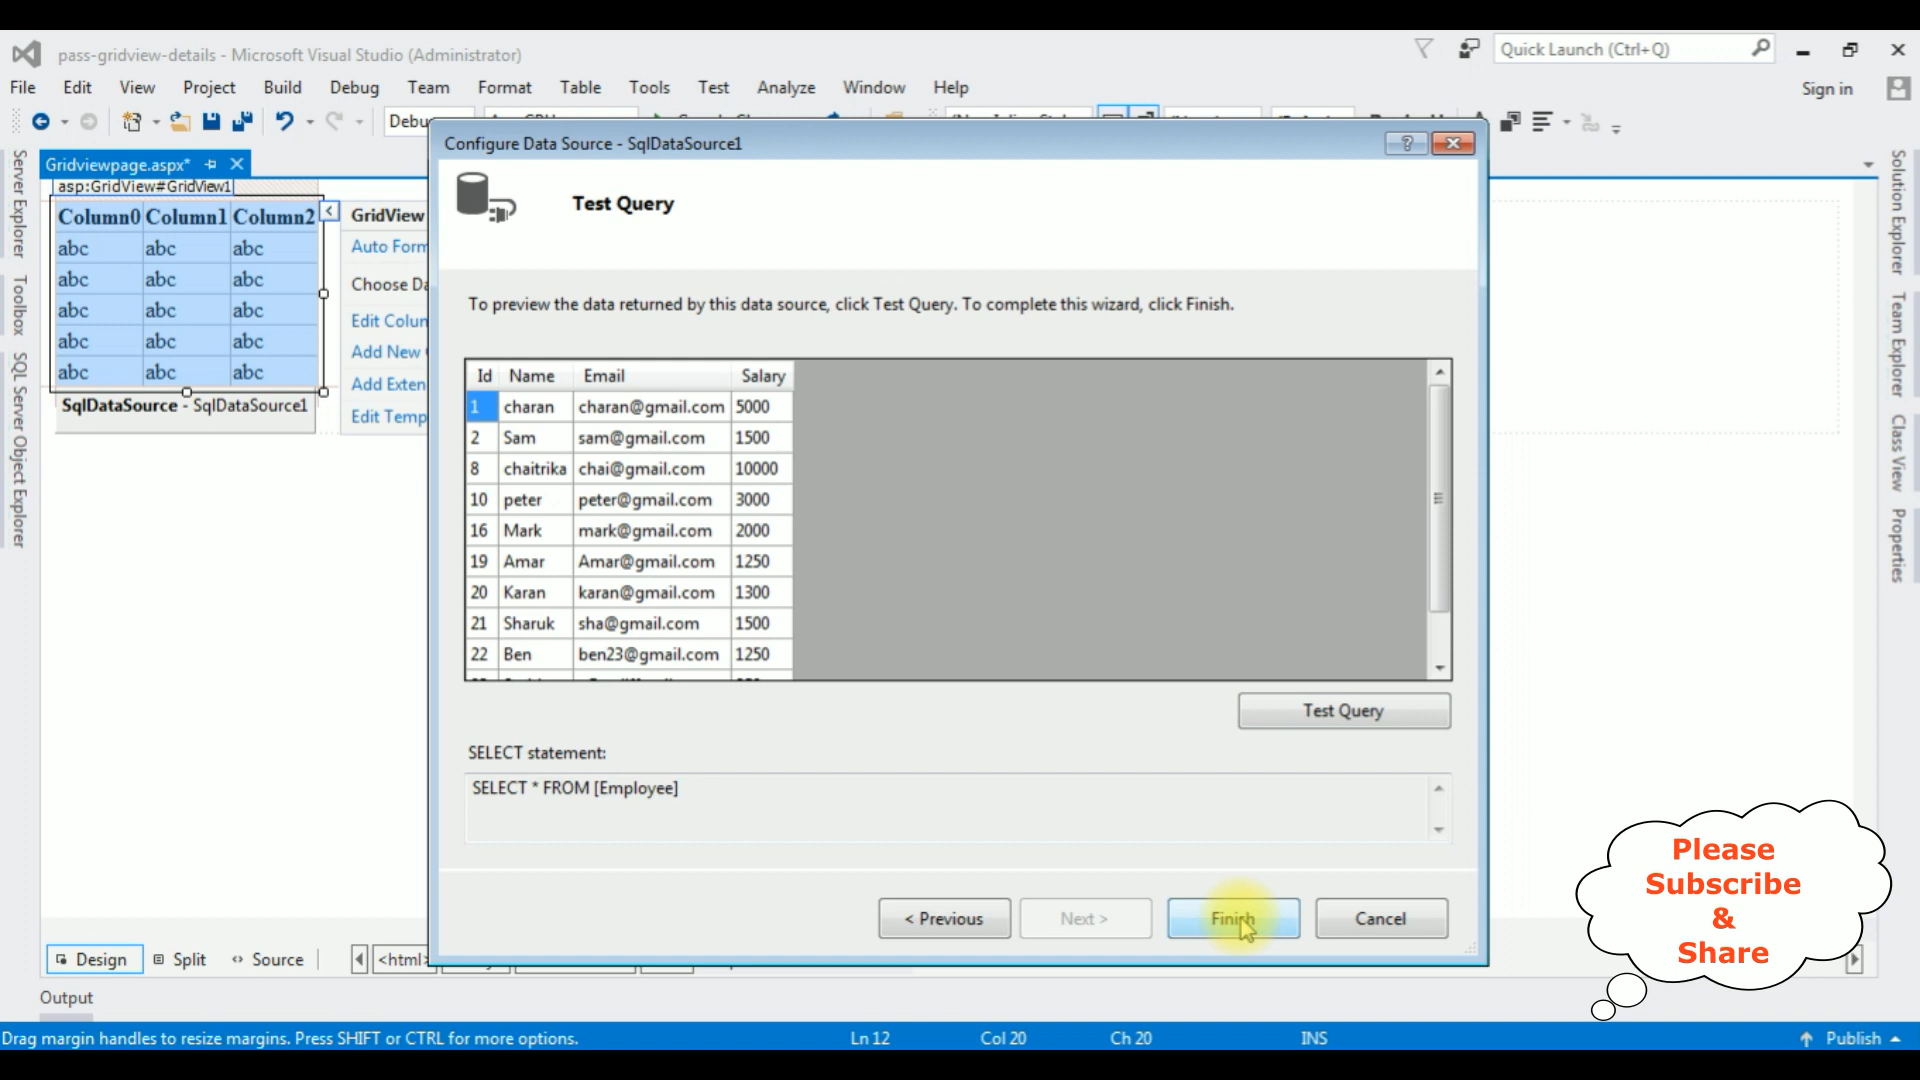 pass-gridview-details - Microsoft Visual Studio (Administrator)
Quick Launch (Ctrl+Q)
File Edit View Project Build Debug Team Format Table Tools Test Analyze Window Help
Sign in
Gridviewpage.aspx*
asp:GridView#GridView1
Column0 Column1 Column2
abc abc abc
abc abc abc
abc abc abc
abc abc abc
abc abc abc
SqlDataSource - SqlDataSource1
GridView
Edit
Add New
Add
Edit
Server Explorer
Toolbox
SQL Server Object Explorer
Configure Data Source - SqlDataSource1
Test Query
To preview the data returned by this data source, click Test Query. To complete this wizard, click Finish.
Id Name Email Salary
1 charan charan@gmail.com 5000
2 Sam sam@gmail.com 1500
8 chaitrika chai@gmail.com 10000
10 peter peter@gmail.com 3000
16 Mark mark@gmail.com 2000
19 Amar Amar@gmail.com 1250
20 Karan karan@gmail.com 1300
21 Sharuk sha@gmail.com 1500
22 Ben ben23@gmail.com 1250
Test Query
SELECT statement:
SELECT * FROM [Employee]
< Previous Next > Finish Cancel
Solution Explorer
Team Explorer
Class View
Properties
Please
Subscribe
&
Share
Design Split Source
<html>
Output
Drag margin handles to resize margins. Press SHIFT or CTRL for more options. Ln 12 Col 20 Ch 20 INS Publish